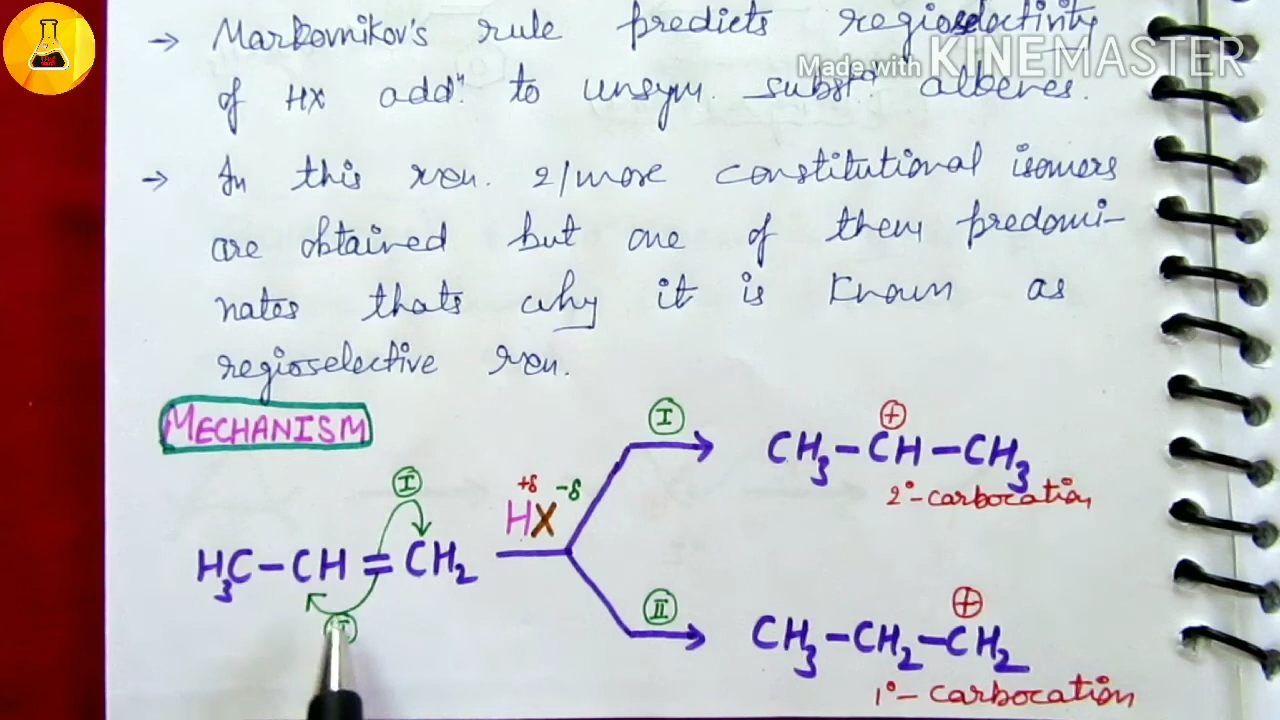 → Markovnikov's rule predicts regioselectivity
Made with KINEMASTER
of HX addⁿ to unsym. substᵈ alkenes.
→ In this rxn. 2/more constitutional isomers
are obtained but one of them predomi-
nates thats why it is known as
regioselective rxn.
MECHANISM
I
I
CH3-CH-CH3
+
2°-carbocation
+δ -δ
HX
H3C-CH=CH2
II
+
CH3-CH2-CH2
1°-carbocation